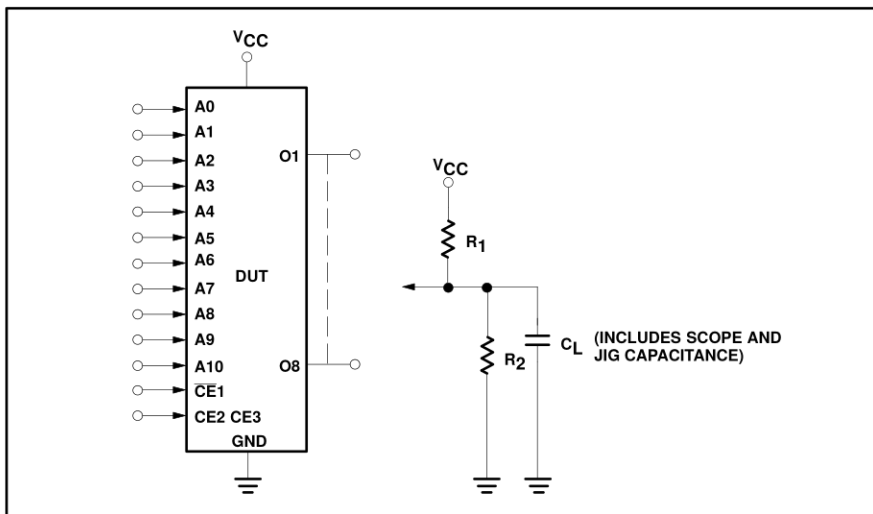 VCC
A0
A1
A2
A3
A4
A5
A6
A7
A8
A9
A10
CE1
CE2 CE3
DUT
O1
O8
GND
VCC
R1
R2
CL
(INCLUDES SCOPE AND
JIG CAPACITANCE)